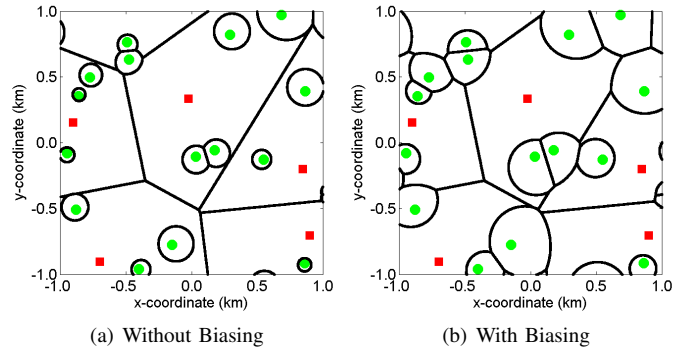 1.0
0.5
0.0
-0.5
-1.0
y-coordinate (km)
-1.0 -0.5 0.0 0.5 1.0
x-coordinate (km)
(a) Without Biasing
1.0
0.5
0.0
-0.5
-1.0
y-coordinate (km)
-1.0 -0.5 0.0 0.5 1.0
x-coordinate (km)
(b) With Biasing